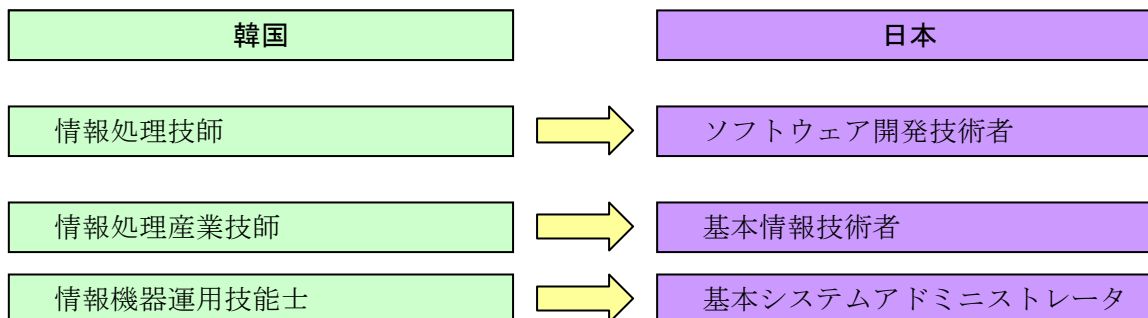 韓国 日本
情報処理技師 ソフトウェア開発技術者
情報処理産業技師 基本情報技術者
情報機器運用技能士 基本システムアドミニストレータ